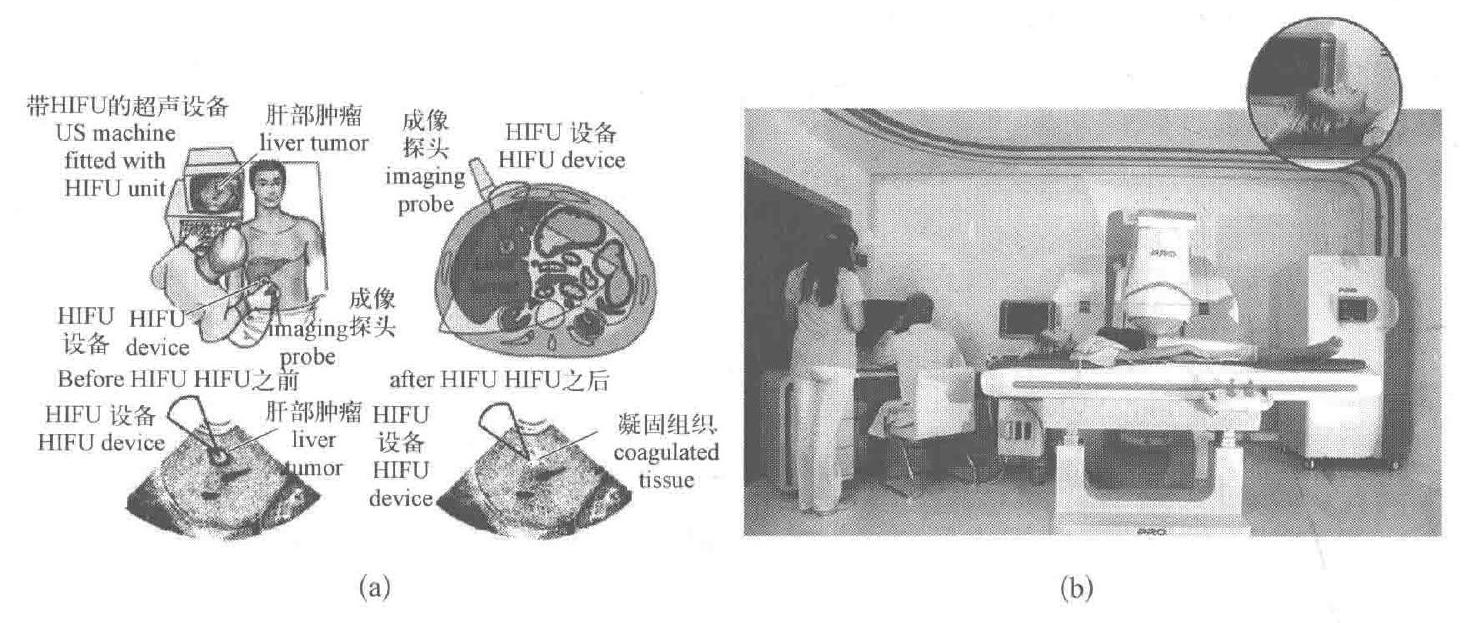 带HIFU的超声设备
US machine
fitted with
HIFU unit
肝部肿瘤
liver tumor
成像
探头
imaging
probe
HIFU 设备
HIFU device
HIFU
设备
HIFU
device
成像
imaging探头
probe
Before HIFU HIFU之前
after HIFU HIFU之后
HIFU 设备
HIFU device
肝部肿瘤
liver
tumor
HIFU
设备
HIFU
device
凝固组织
coagulated
tissue
PRO
PRO
(a)
(b)